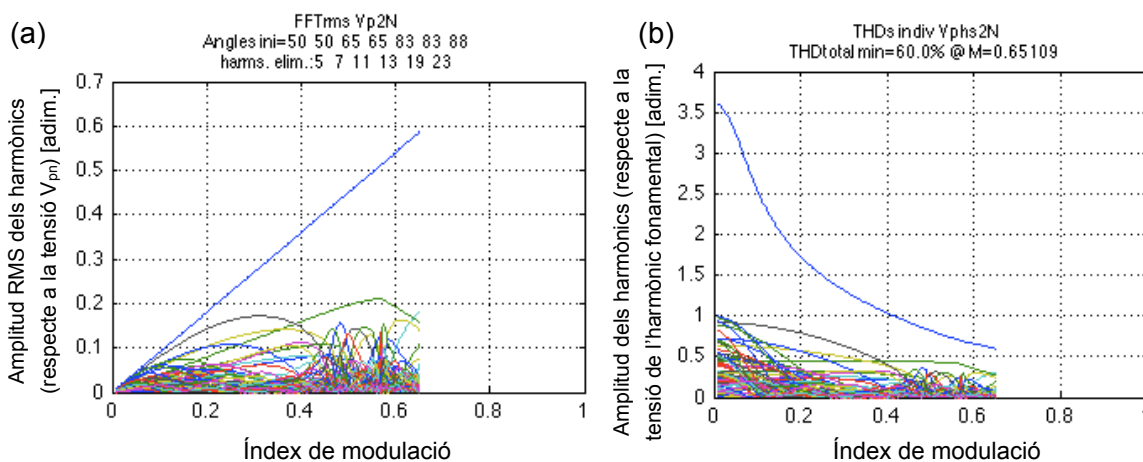 (a)
FFTrms Vp2N
Angles ini=50 50 65 65 83 83 88
harms. elim.:5 7 11 13 19 23
Amplitud RMS dels harmònics
(respecte a la tensió Vpn) [adim.]
0.7
0.6
0.5
0.4
0.3
0.2
0.1
0
0 0.2 0.4 0.6 0.8 1
Índex de modulació
(b)
THDs indiv Vphs2N
THDtotal min=60.0% @ M=0.65109
Amplitud dels harmònics (respecte a la
tensió de l'harmònic fonamental) [adim.]
4
3.5
3
2.5
2
1.5
1
0.5
0
0 0.2 0.4 0.6 0.8 1
Índex de modulació